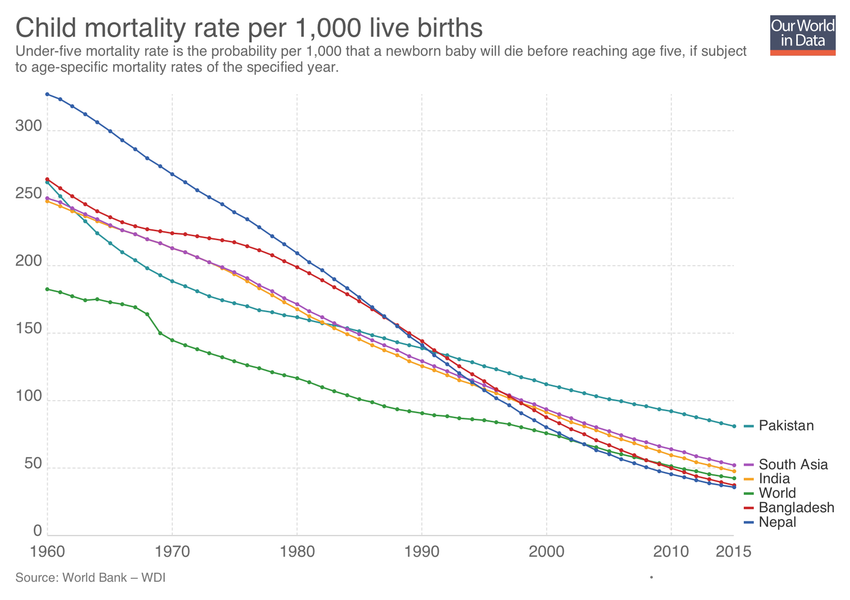 Child mortality rate per 1,000 live births
Our World
in Data
Under-five mortality rate is the probability per 1,000 that a newborn baby will die before reaching age five, if subject
to age-specific mortality rates of the specified year.
300
250
200
150
100
50
0
Pakistan
South Asia
India
World
Bangladesh
Nepal
1960 1970 1980 1990 2000 2010 2015
Source: World Bank – WDI